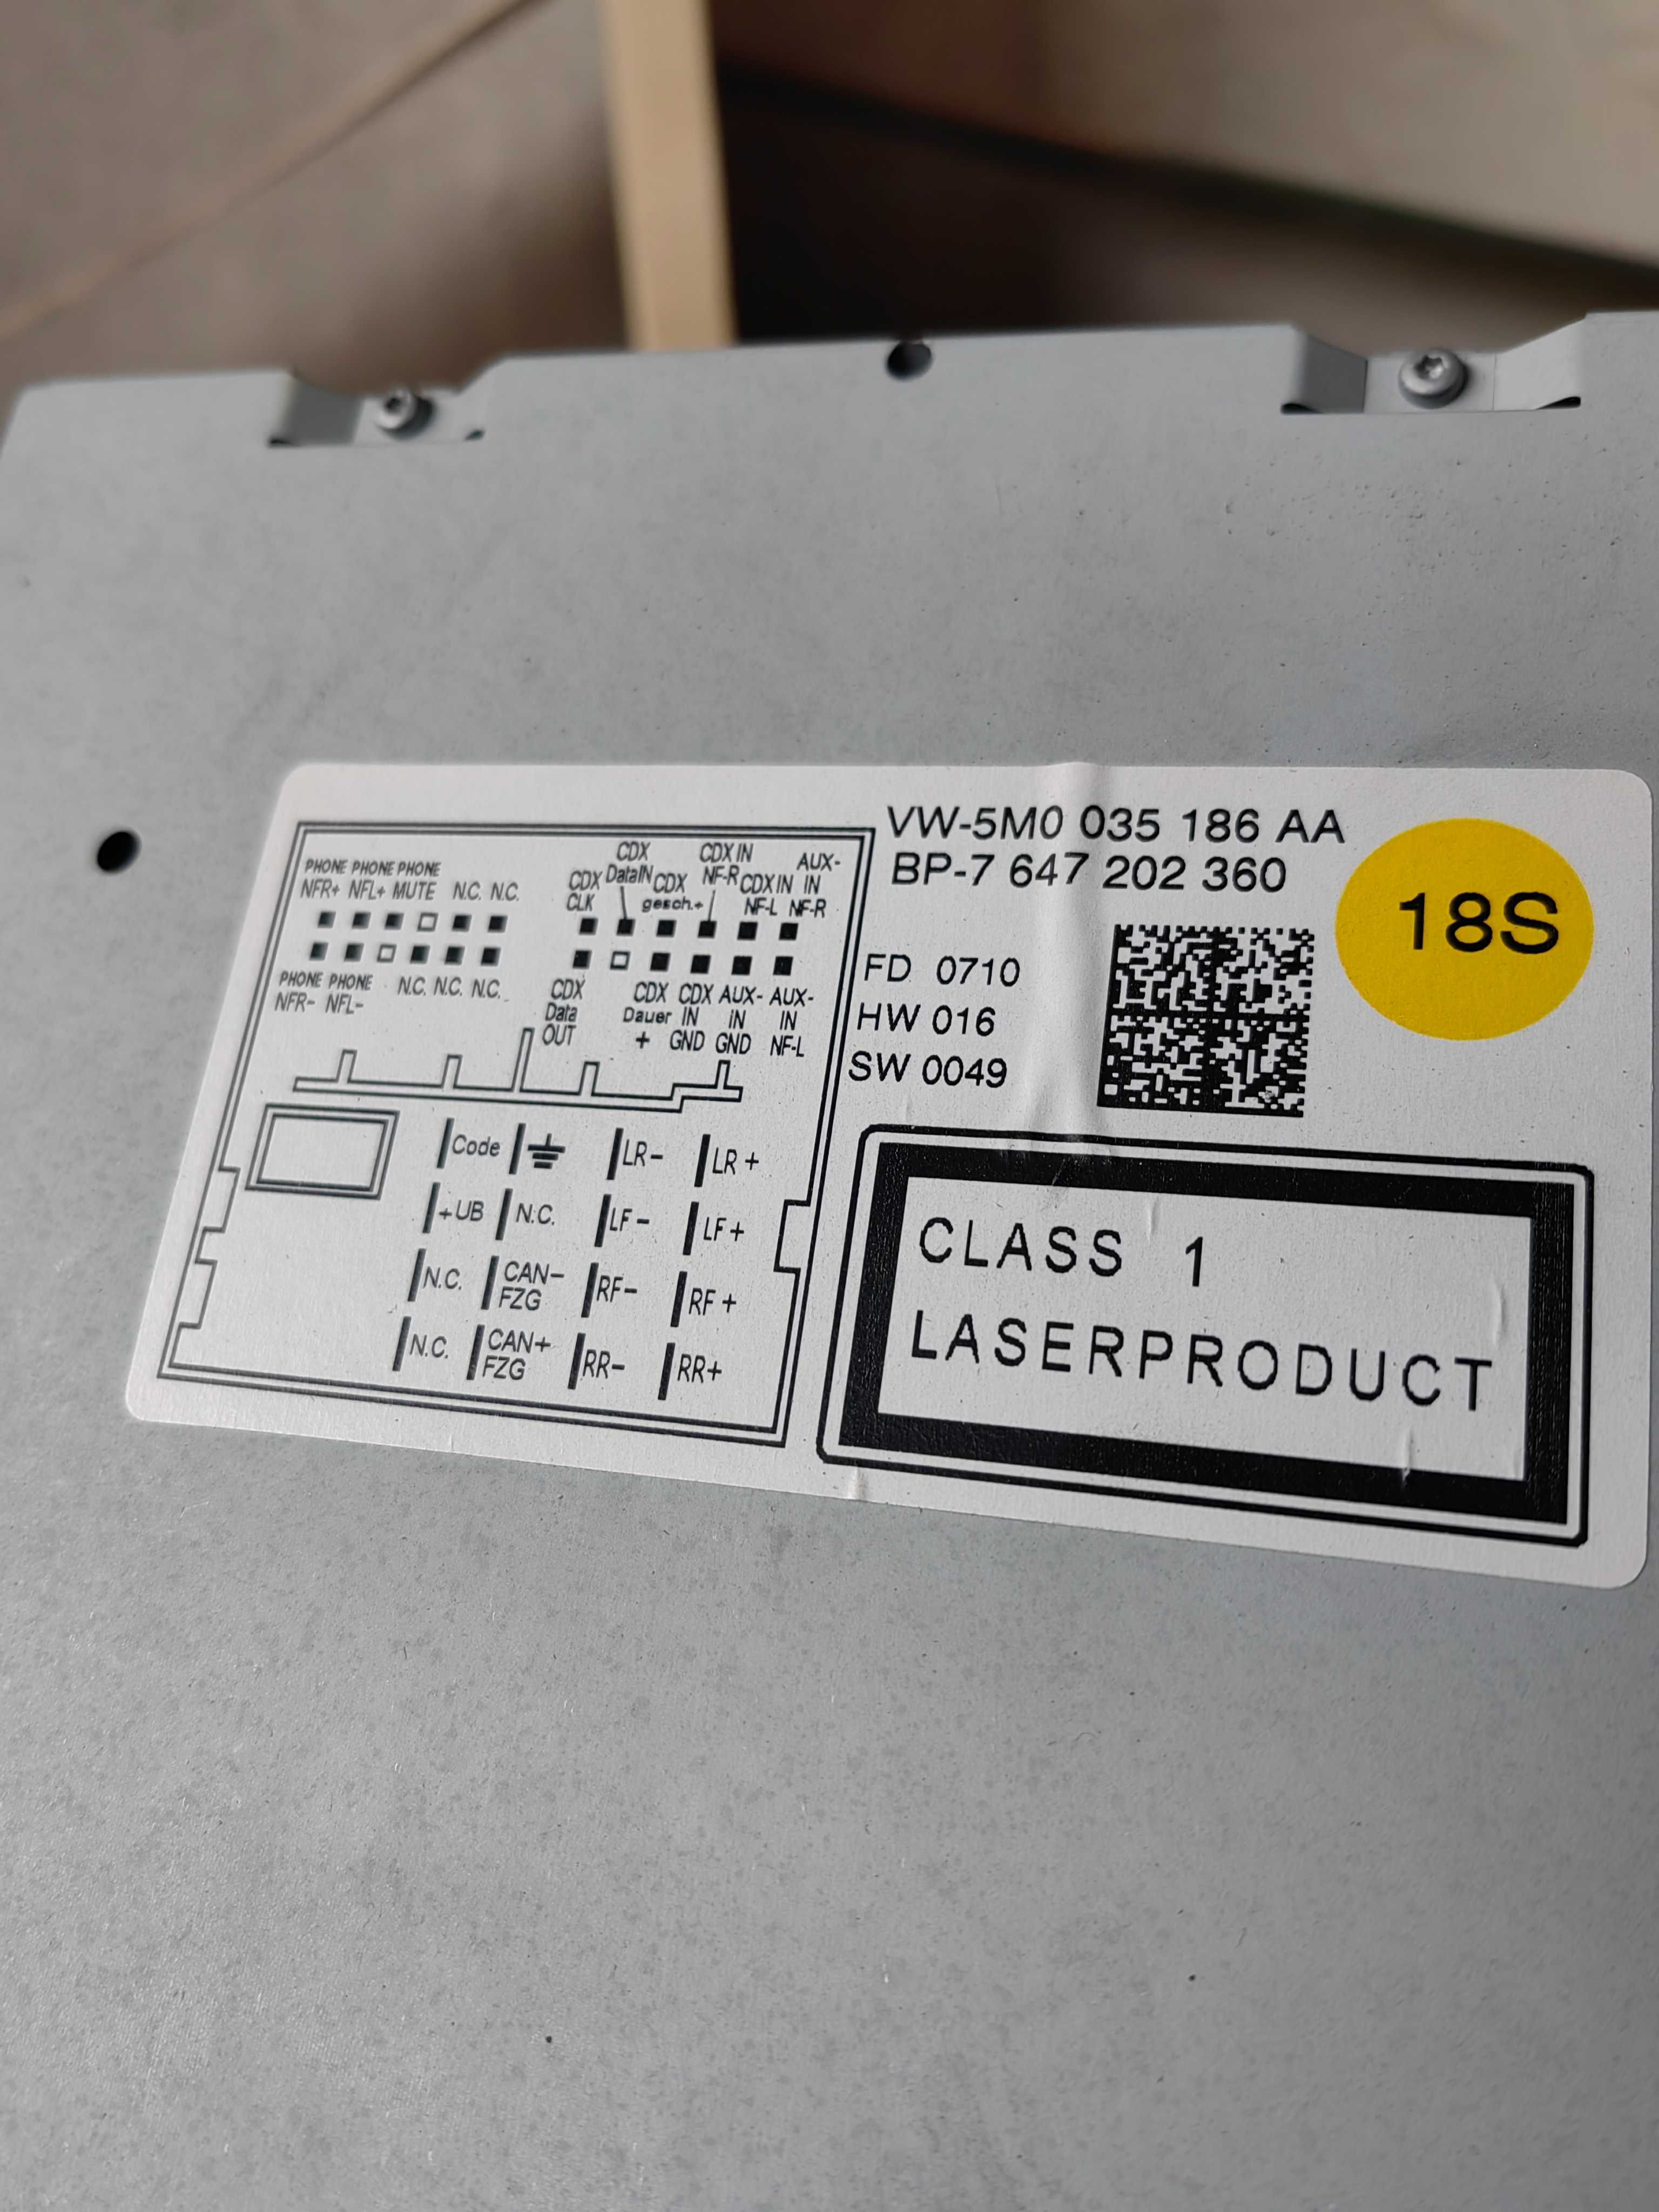 VW-5M0 035 186 AA
BP-7 647 202 360
18S
FD 0710
HW 016
SW 0049
CLASS 1
LASERPRODUCT
PHONE PHONE PHONE
NFR+ NFL+ MUTE N.C. N.C.
PHONE PHONE
NFR- NFL- N.C. N.C. N.C.
CDX CLK
CDX DataIN
CDX gesch.+
CDX IN NF-R
CDX IN NF-L
AUX-IN NF-R
CDX Data OUT
CDX Dauer +
CDX IN GND
AUX-IN GND
AUX-IN NF-L
Code LR- LR+
+UB N.C. LF- LF+
N.C. CAN- FZG RF- RF+
N.C. CAN+ FZG RR- RR+